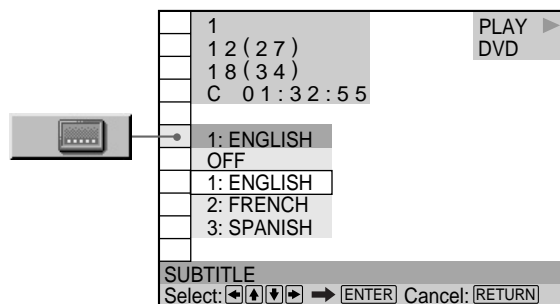 1
12(27)
18(34)
C 01:32:55
PLAY
DVD
1: ENGLISH
OFF
1: ENGLISH
2: FRENCH
3: SPANISH
SUBTITLE
Select: ENTER Cancel: RETURN